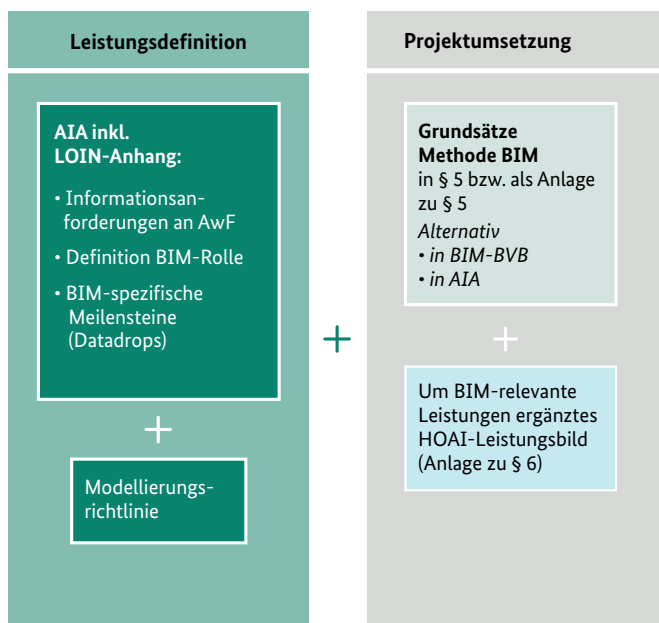 Leistungsdefinition
AIA inkl.
LOIN-Anhang:
• Informationsan-
forderungen an AwF
• Definition BIM-Rolle
• BIM-spezifische
Meilensteine
(Datadrops)
+
Modellierungs-
richtlinie
+
Projektumsetzung
Grundsätze
Methode BIM
in § 5 bzw. als Anlage
zu § 5
Alternativ
• in BIM-BVB
• in AIA
+
Um BIM-relevante
Leistungen ergänztes
HOAI-Leistungsbild
(Anlage zu § 6)